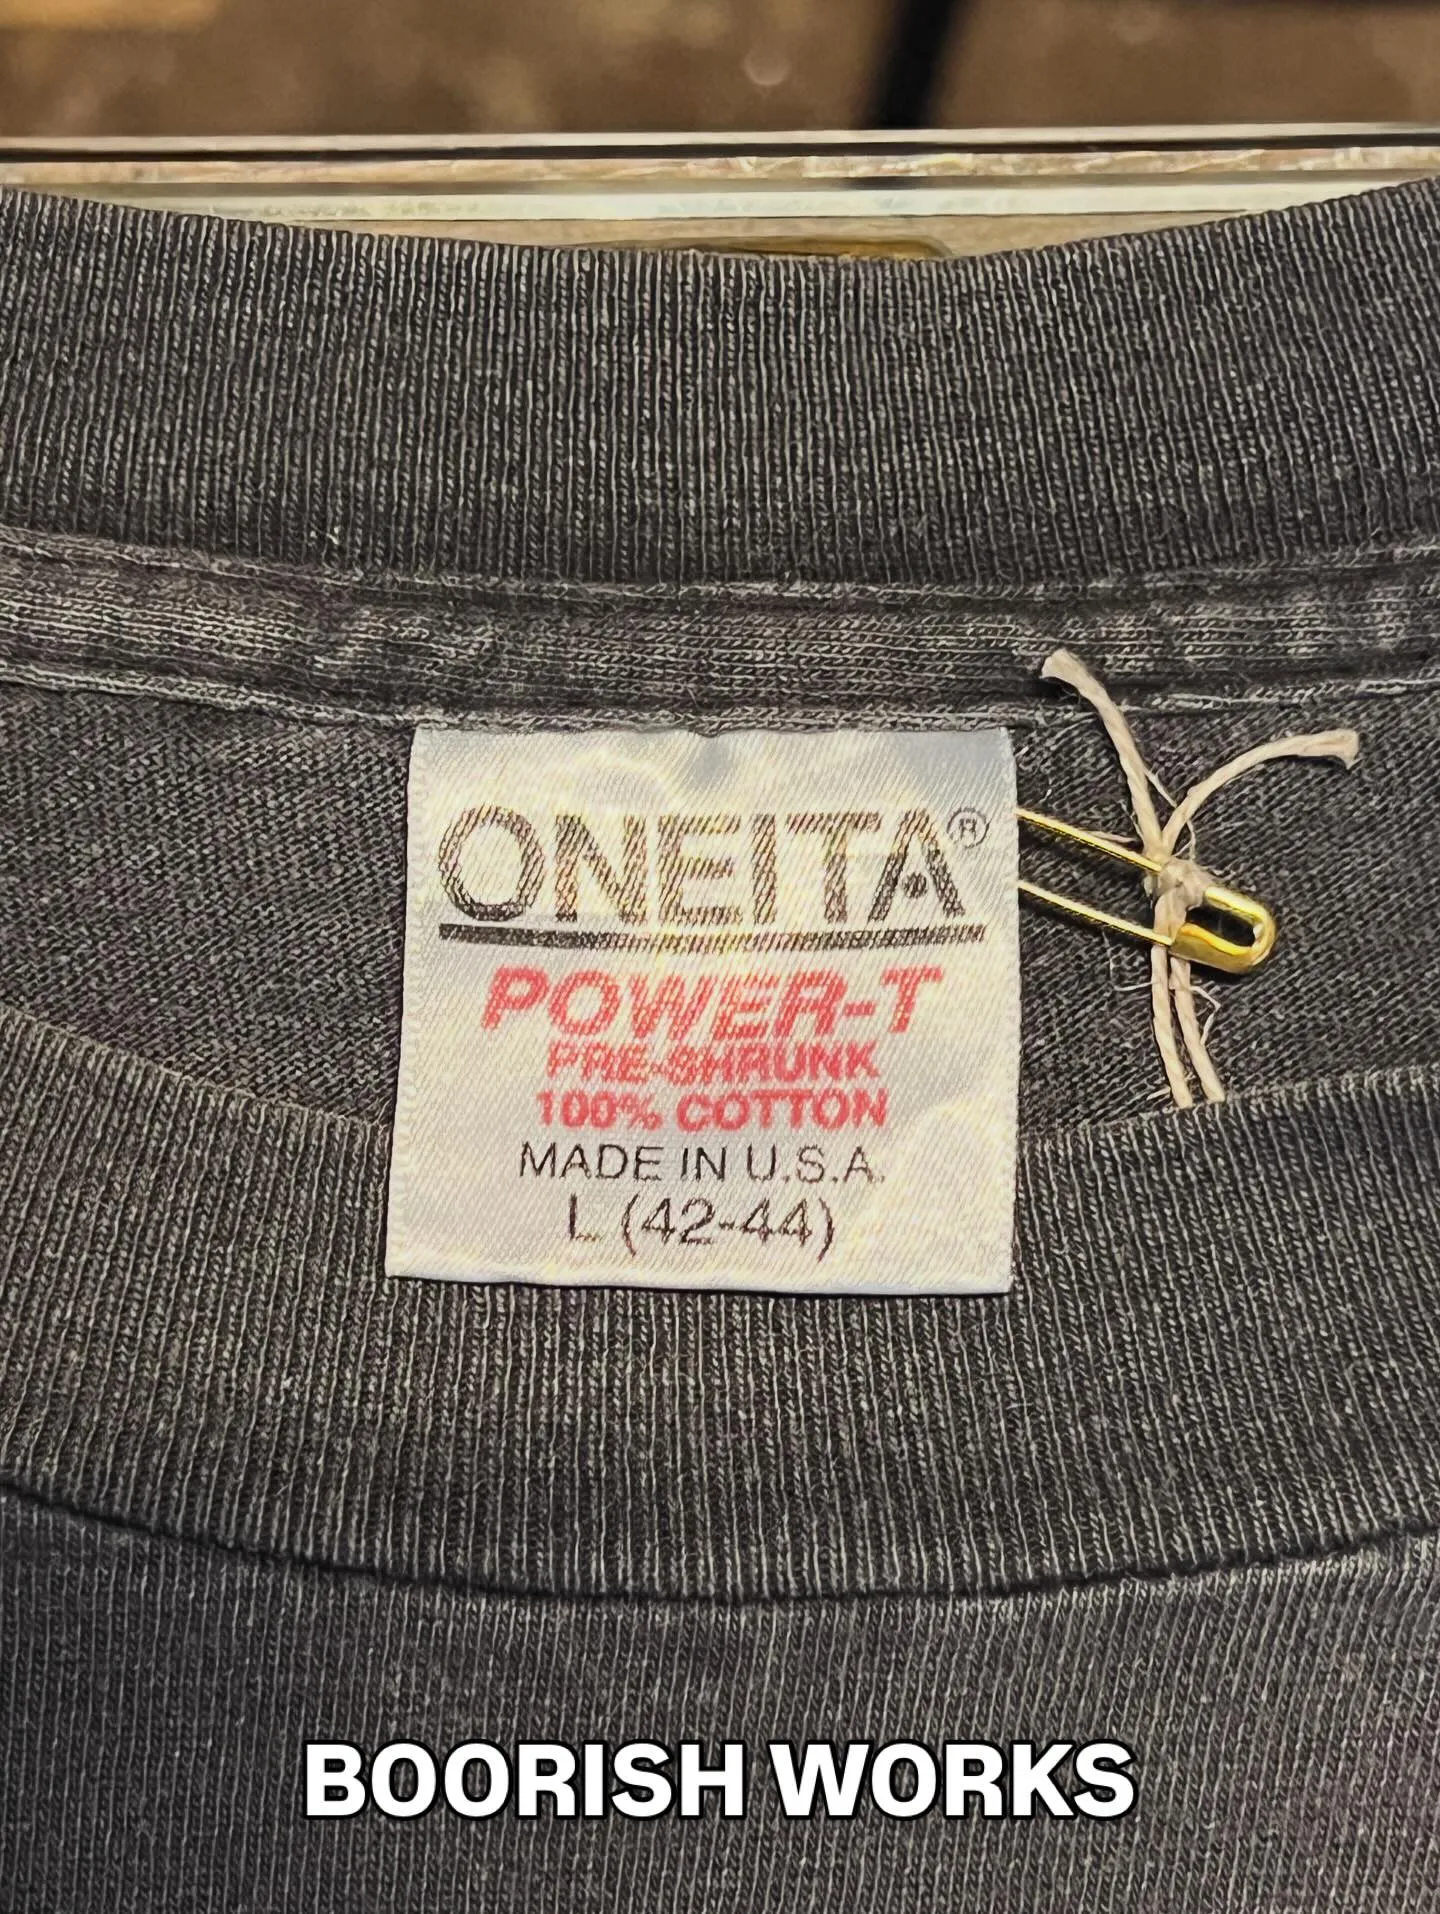 ONEITA®
POWER-T
PRE-SHRUNK
100% COTTON
MADE IN U.S.A.
L (42-44)
BOORISH WORKS